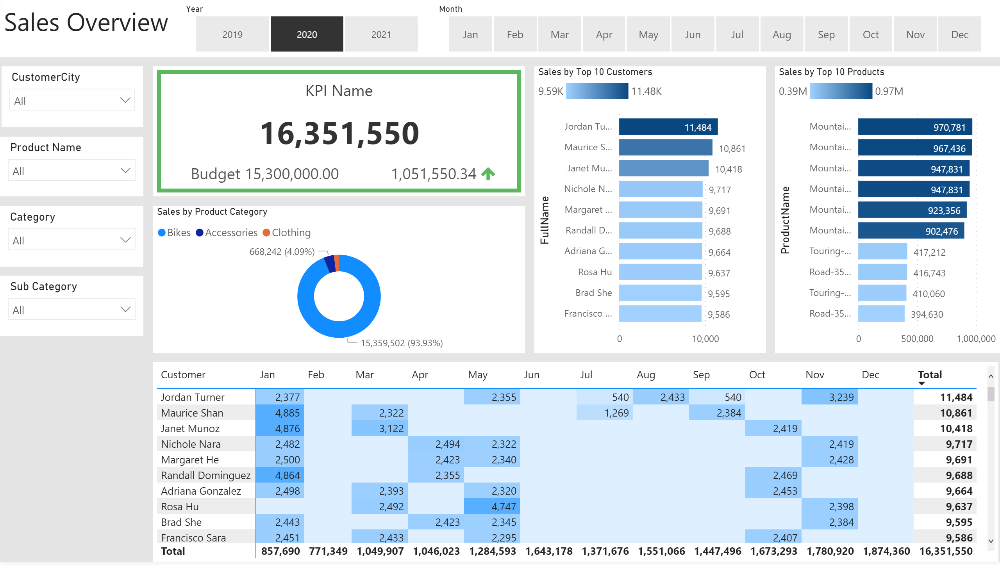 Sales Overview
Year
2019 2020 2021
Month
Jan Feb Mar Apr May Jun Jul Aug Sep Oct Nov Dec
CustomerCity
All
Product Name
All
Category
All
Sub Category
All
KPI Name
16,351,550
Budget 15,300,000.00 1,051,550.34
Sales by Product Category
Bikes Accessories Clothing
668,242 (4.09%)
15,359,502 (93.93%)
Sales by Top 10 Customers
9.59K 11.48K
FullName
Jordan Tu... 11,484
Maurice S... 10,861
Janet Mu... 10,418
Nichole N... 9,717
Margaret ... 9,691
Randall D... 9,688
Adriana G... 9,664
Rosa Hu 9,637
Brad She 9,595
Francisco ... 9,586
0 10,000
Sales by Top 10 Products
0.39M 0.97M
ProductName
Mountai... 970,781
Mountai... 967,436
Mountai... 947,831
Mountai... 947,831
Mountai... 923,356
Mountai... 902,476
Touring-... 417,212
Road-35... 416,743
Touring-... 410,060
Road-35... 394,630
0 500,000 1,000,000
Customer Jan Feb Mar Apr May Jun Jul Aug Sep Oct Nov Dec Total
Jordan Turner 2,377 2,355 540 2,433 540 3,239 11,484
Maurice Shan 4,885 2,322 1,269 2,384 10,861
Janet Munoz 4,876 3,122 2,419 10,418
Nichole Nara 2,482 2,494 2,322 2,419 9,717
Margaret He 2,500 2,423 2,340 2,428 9,691
Randall Dominguez 4,864 2,355 2,469 9,688
Adriana Gonzalez 2,498 2,393 2,320 2,453 9,664
Rosa Hu 2,492 4,747 2,398 9,637
Brad She 2,443 2,423 2,345 2,384 9,595
Francisco Sara 2,451 2,433 2,295 2,407 9,586
Total 857,690 771,349 1,049,907 1,046,023 1,284,593 1,643,178 1,371,676 1,551,066 1,447,496 1,673,293 1,780,920 1,874,360 16,351,550